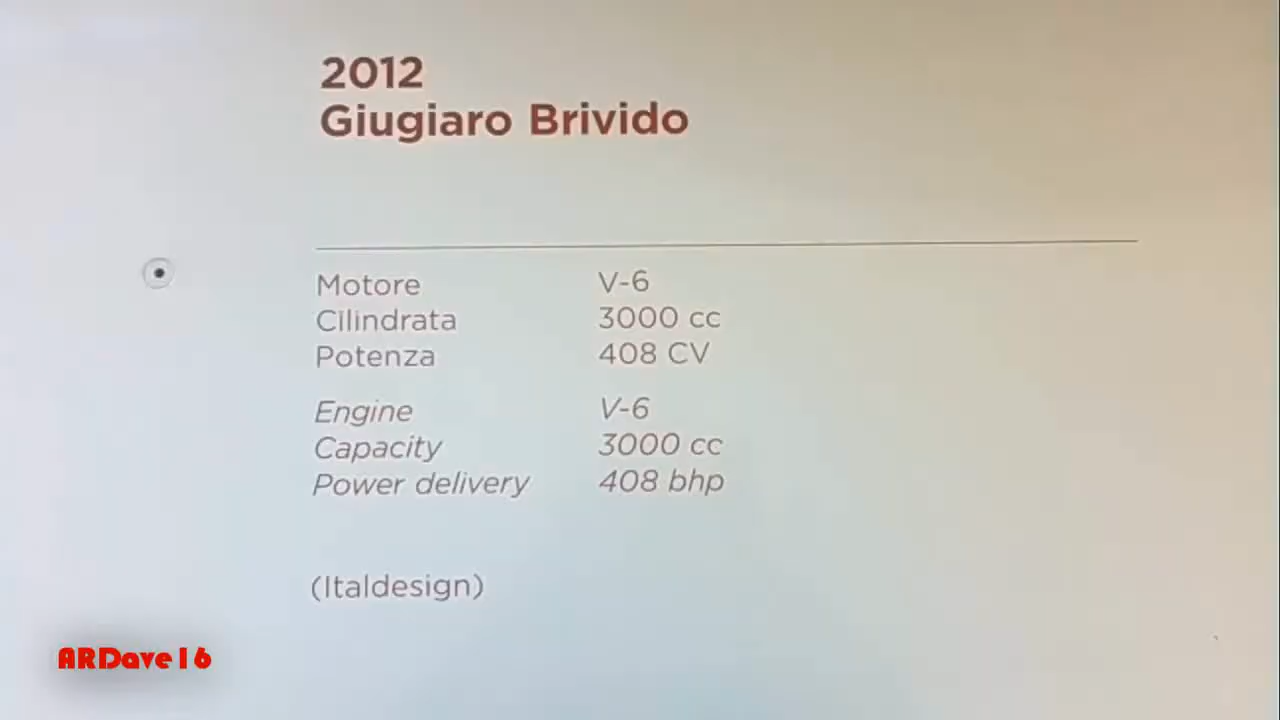 2012
Giugiaro Brivido
Motore V-6
Cilindrata 3000 cc
Potenza 408 CV
Engine V-6
Capacity 3000 cc
Power delivery 408 bhp
(Italdesign)
ARDave16